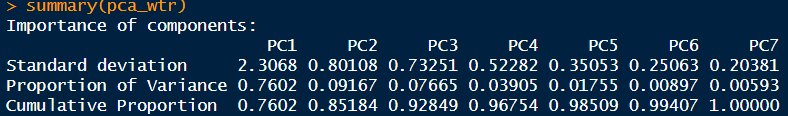 > summary(pca_wtr)
Importance of components:
PC1 PC2 PC3 PC4 PC5 PC6 PC7
Standard deviation 2.3068 0.80108 0.73251 0.52282 0.35053 0.25063 0.20381
Proportion of Variance 0.7602 0.09167 0.07665 0.03905 0.01755 0.00897 0.00593
Cumulative Proportion 0.7602 0.85184 0.92849 0.96754 0.98509 0.99407 1.00000